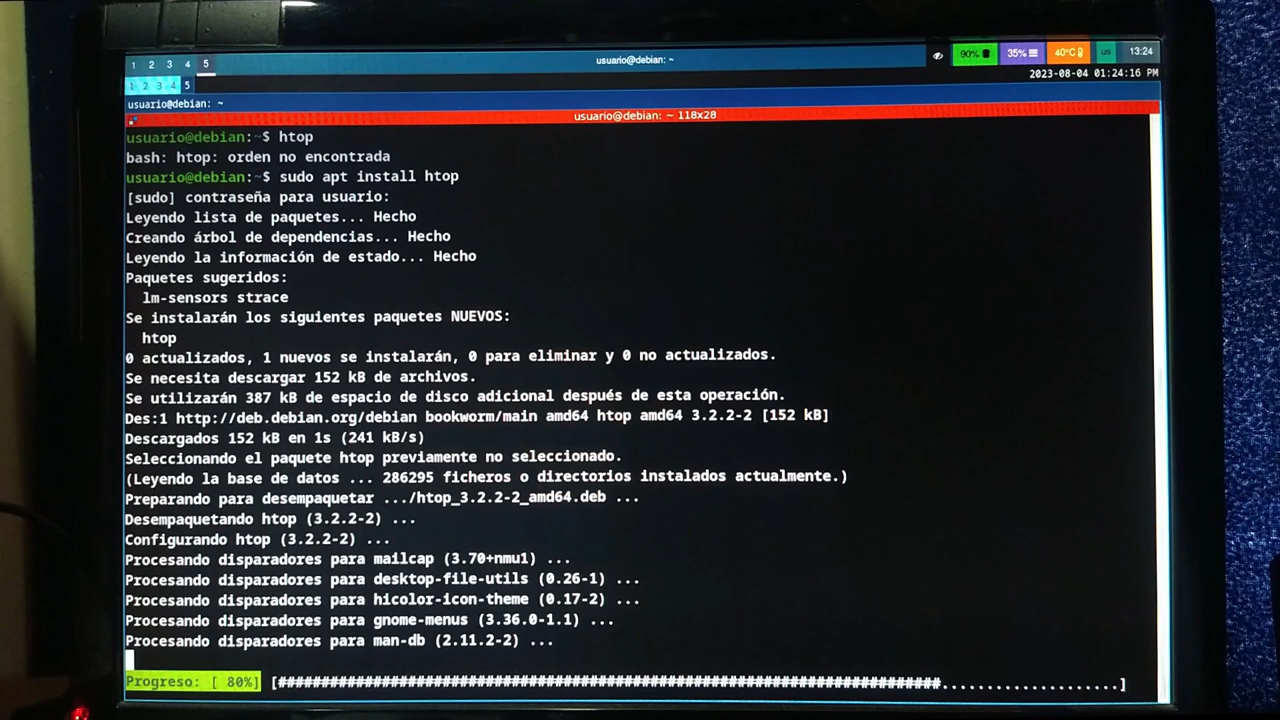 1 2 3 4 5 usuario@debian: ~ 90% 35% 40°C us 13:24
1 2 3 4 5 2023-08-04 01:24:16 PM
usuario@debian: ~
usuario@debian: ~ 118x28
usuario@debian:~$ htop
bash: htop: orden no encontrada
usuario@debian:~$ sudo apt install htop
[sudo] contraseña para usuario:
Leyendo lista de paquetes... Hecho
Creando árbol de dependencias... Hecho
Leyendo la información de estado... Hecho
Paquetes sugeridos:
lm-sensors strace
Se instalarán los siguientes paquetes NUEVOS:
htop
0 actualizados, 1 nuevos se instalarán, 0 para eliminar y 0 no actualizados.
Se necesita descargar 152 kB de archivos.
Se utilizarán 387 kB de espacio de disco adicional después de esta operación.
Des:1 http://deb.debian.org/debian bookworm/main amd64 htop amd64 3.2.2-2 [152 kB]
Descargados 152 kB en 1s (241 kB/s)
Seleccionando el paquete htop previamente no seleccionado.
(Leyendo la base de datos ... 286295 ficheros o directorios instalados actualmente.)
Preparando para desempaquetar .../htop_3.2.2-2_amd64.deb ...
Desempaquetando htop (3.2.2-2) ...
Configurando htop (3.2.2-2) ...
Procesando disparadores para mailcap (3.70+nmu1) ...
Procesando disparadores para desktop-file-utils (0.26-1) ...
Procesando disparadores para hicolor-icon-theme (0.17-2) ...
Procesando disparadores para gnome-menus (3.36.0-1.1) ...
Procesando disparadores para man-db (2.11.2-2) ...
Progreso: [ 80%] [##############################################################################.....................]